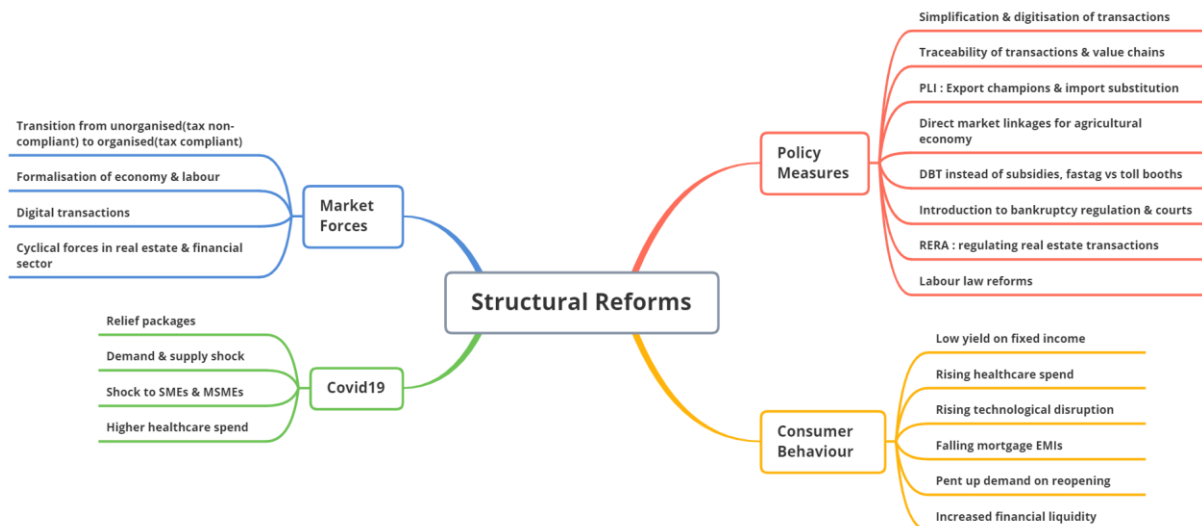 Structural Reforms
Market
Forces
Transition from unorganised(tax non-
compliant) to organised(tax compliant)
Formalisation of economy & labour
Digital transactions
Cyclical forces in real estate & financial
sector
Covid19
Relief packages
Demand & supply shock
Shock to SMEs & MSMEs
Higher healthcare spend
Policy
Measures
Simplification & digitisation of transactions
Traceability of transactions & value chains
PLI : Export champions & import substitution
Direct market linkages for agricultural
economy
DBT instead of subsidies, fastag vs toll booths
Introduction to bankruptcy regulation & courts
RERA : regulating real estate transactions
Labour law reforms
Consumer
Behaviour
Low yield on fixed income
Rising healthcare spend
Rising technological disruption
Falling mortgage EMIs
Pent up demand on reopening
Increased financial liquidity